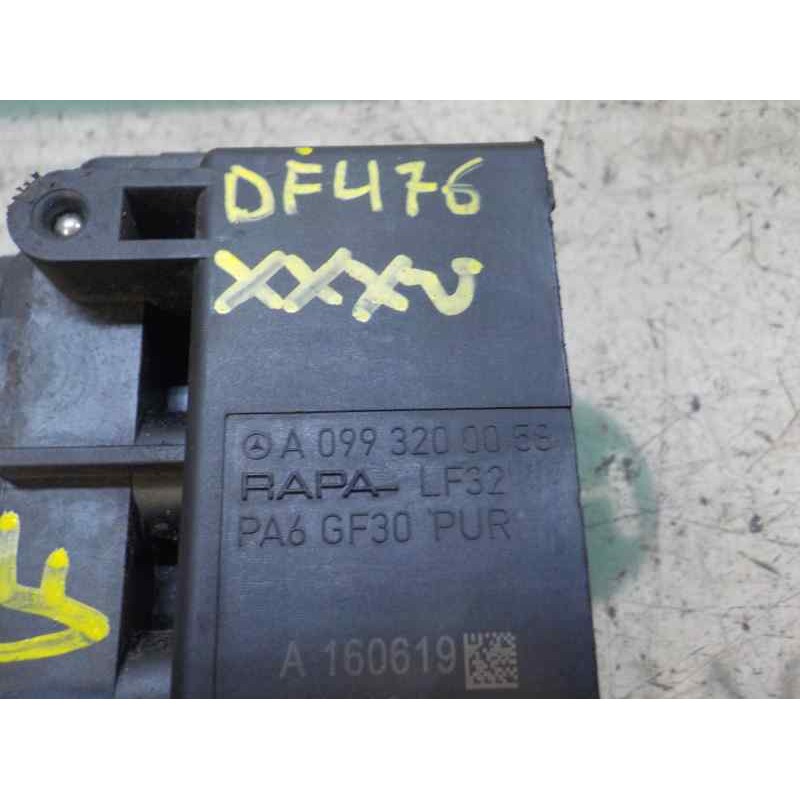 DF476
XXXV
A 099 320 00 58
RAPA LF32
PA6 GF30 PUR
A 160619